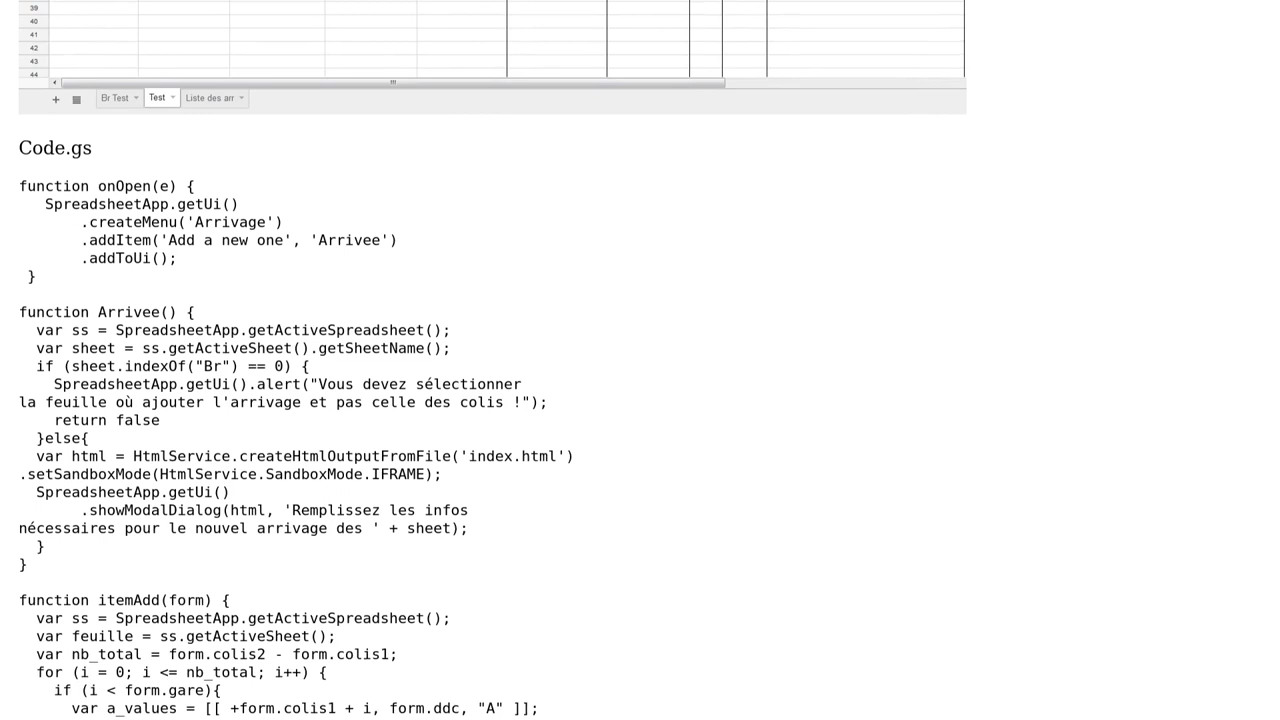 39
40
41
42
43
44
+ Br Test Test Liste des arr
Code.gs
function onOpen(e) {
SpreadsheetApp.getUi()
.createMenu('Arrivage')
.addItem('Add a new one', 'Arrivee')
.addToUi();
}
function Arrivee() {
var ss = SpreadsheetApp.getActiveSpreadsheet();
var sheet = ss.getActiveSheet().getSheetName();
if (sheet.indexOf("Br") == 0) {
SpreadsheetApp.getUi().alert("Vous devez sélectionner
la feuille où ajouter l'arrivage et pas celle des colis !");
return false
}else{
var html = HtmlService.createHtmlOutputFromFile('index.html')
.setSandboxMode(HtmlService.SandboxMode.IFRAME);
SpreadsheetApp.getUi()
.showModalDialog(html, 'Remplissez les infos
nécessaires pour le nouvel arrivage des ' + sheet);
}
}
function itemAdd(form) {
var ss = SpreadsheetApp.getActiveSpreadsheet();
var feuille = ss.getActiveSheet();
var nb_total = form.colis2 - form.colis1;
for (i = 0; i <= nb_total; i++) {
if (i < form.gare){
var a_values = [[ +form.colis1 + i, form.ddc, "A" ]];